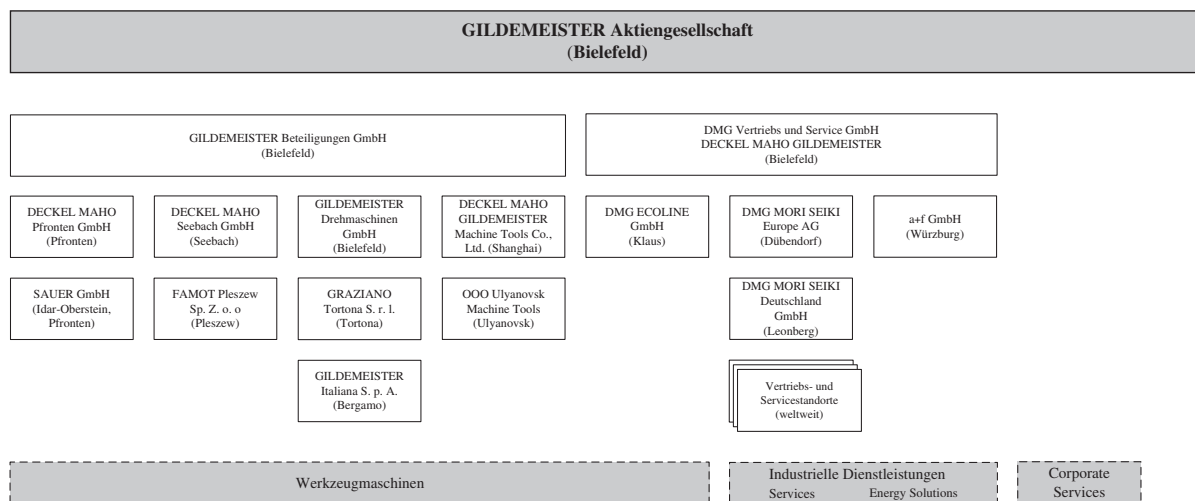 GILDEMEISTER Aktiengesellschaft
(Bielefeld)
GILDEMEISTER Beteiligungen GmbH
(Bielefeld)
DMG Vertriebs und Service GmbH
DECKEL MAHO GILDEMEISTER
(Bielefeld)
DECKEL MAHO
Pfronten GmbH
(Pfronten)
DECKEL MAHO
Seebach GmbH
(Seebach)
GILDEMEISTER
Drehmaschinen
GmbH
(Bielefeld)
DECKEL MAHO
GILDEMEISTER
Machine Tools Co.,
Ltd. (Shanghai)
DMG ECOLINE
GmbH
(Klaus)
DMG MORI SEIKI
Europe AG
(Dübendorf)
a+f GmbH
(Würzburg)
SAUER GmbH
(Idar-Oberstein,
Pfronten)
FAMOT Pleszew
Sp. Z. o. o
(Pleszew)
GRAZIANO
Tortona S. r. l.
(Tortona)
OOO Ulyanovsk
Machine Tools
(Ulyanovsk)
DMG MORI SEIKI
Deutschland
GmbH
(Leonberg)
GILDEMEISTER
Italiana S. p. A.
(Bergamo)
Vertriebs- und
Servicestandorte
(weltweit)
Werkzeugmaschinen
Industrielle Dienstleistungen
Services Energy Solutions
Corporate
Services